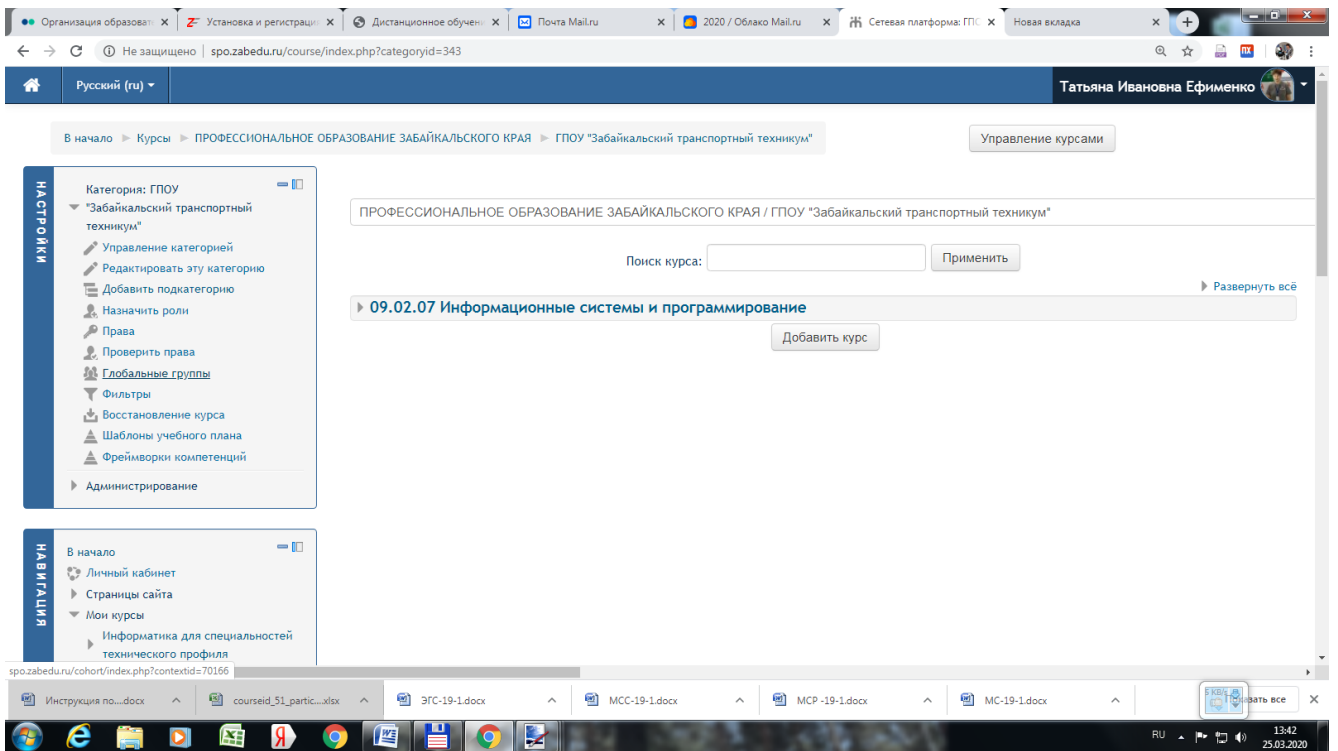 Организация образоват
Установка и регистраци
Дистанционное обучени
Почта Mail.ru
2020 / Облако Mail.ru
Сетевая платформа: ГПС
Новая вкладка
Не защищено | spo.zabedu.ru/course/index.php?categoryid=343
Русский (ru)
Татьяна Ивановна Ефименко
В начало ► Курсы ► ПРОФЕССИОНАЛЬНОЕ ОБРАЗОВАНИЕ ЗАБАЙКАЛЬСКОГО КРАЯ ► ГПОУ "Забайкальский транспортный техникум"
Управление курсами
НАСТРОЙКИ
Категория: ГПОУ
"Забайкальский транспортный
техникум"
Управление категорией
Редактировать эту категорию
Добавить подкатегорию
Назначить роли
Права
Проверить права
Глобальные группы
Фильтры
Восстановление курса
Шаблоны учебного плана
Фреймворки компетенций
Администрирование
ПРОФЕССИОНАЛЬНОЕ ОБРАЗОВАНИЕ ЗАБАЙКАЛЬСКОГО КРАЯ / ГПОУ "Забайкальский транспортный техникум"
Поиск курса:
Применить
Развернуть всё
09.02.07 Информационные системы и программирование
Добавить курс
НАВИГАЦИЯ
В начало
Личный кабинет
Страницы сайта
Мои курсы
Информатика для специальностей
технического профиля
spo.zabedu.ru/cohort/index.php?contextid=70166
Инструкция по....docx
courseid_51_partic....xlsx
ЭГС-19-1.docx
МСС-19-1.docx
МСР -19-1.docx
МС-19-1.docx
RU
13:42
25.03.2020